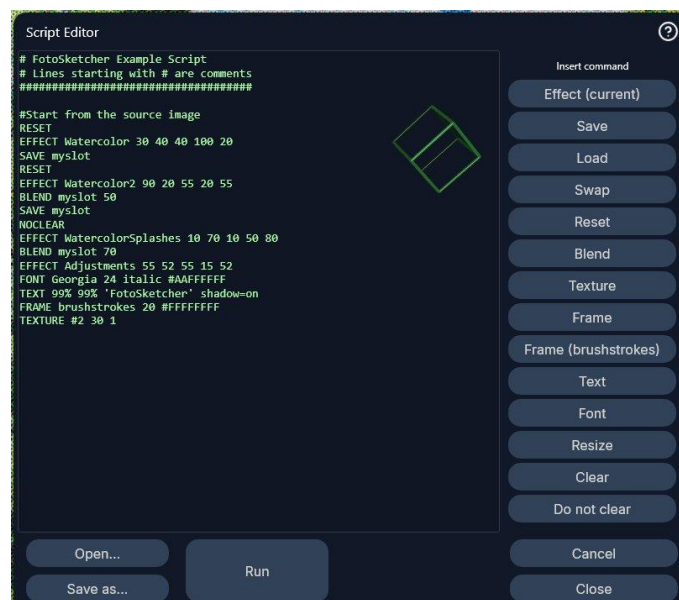 Script Editor
# FotoSketcher Example Script
# Lines starting with # are comments
####################################
#Start from the source image
RESET
EFFECT Watercolor 30 40 40 100 20
SAVE myslot
RESET
EFFECT Watercolor2 90 20 55 20 55
BLEND myslot 50
SAVE myslot
NOCLEAR
EFFECT WatercolorSplashes 10 70 10 50 80
BLEND myslot 70
EFFECT Adjustments 55 52 55 15 52
FONT Georgia 24 italic #AAFFFFFF
TEXT 99% 99% 'FotoSketcher' shadow=on
FRAME brushstrokes 20 #FFFFFFFF
TEXTURE #2 30 1
Insert command
Effect (current)
Save
Load
Swap
Reset
Blend
Texture
Frame
Frame (brushstrokes)
Text
Font
Resize
Clear
Do not clear
Open...
Save as...
Run
Cancel
Close